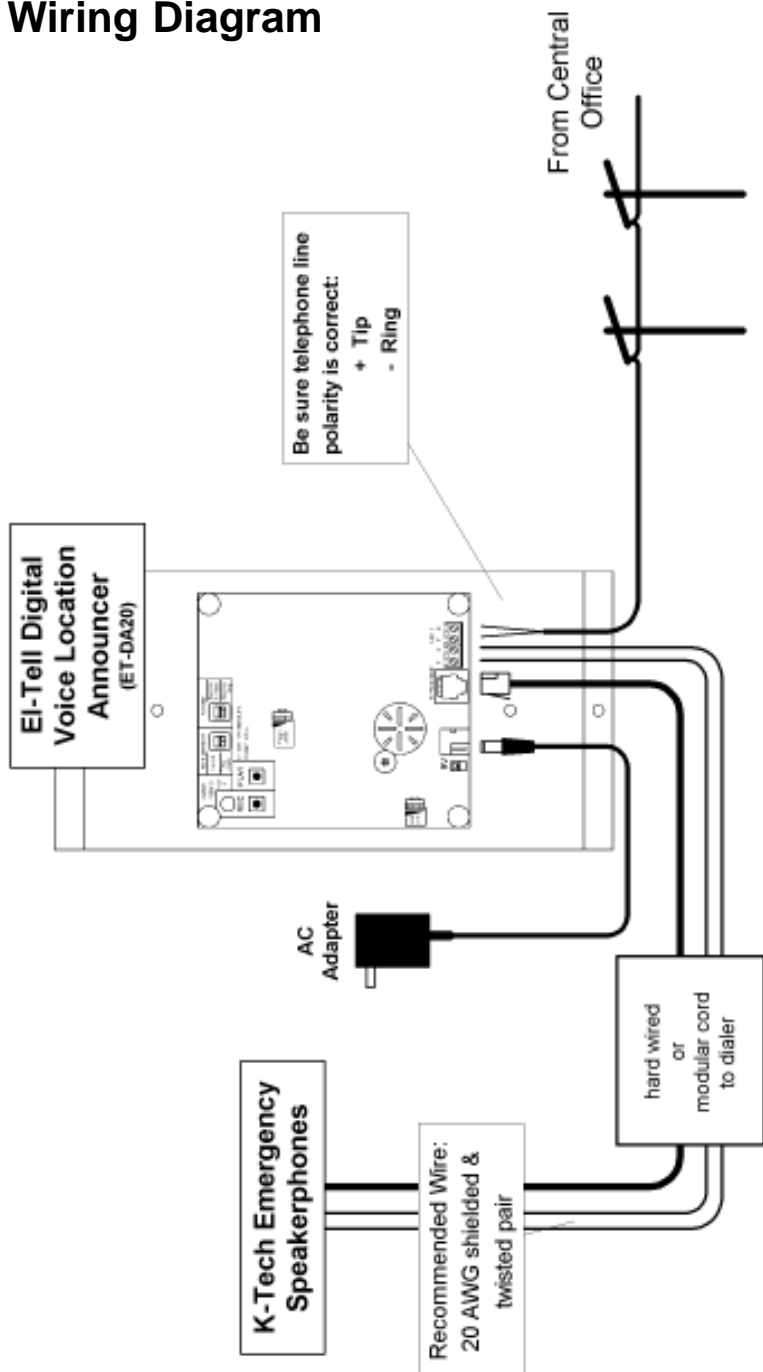 Wiring Diagram
From Central
Office
Be sure telephone line
polarity is correct:
+ Tip
- Ring
El-Tell Digital
Voice Location
Announcer
(ET-DA20)
AC
Adapter
K-Tech Emergency
Speakerphones
Recommended Wire:
20 AWG shielded &
twisted pair
hard wired
or
modular cord
to dialer
REC
PLAY